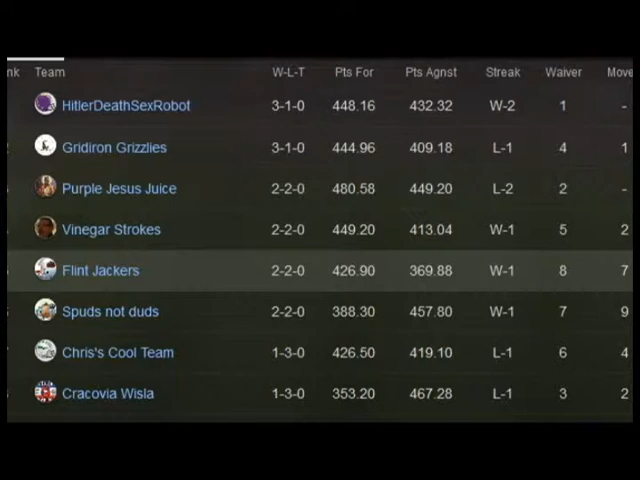 nk Team W-L-T Pts For Pts Agnst Streak Waiver Move
HitlerDeathSexRobot 3-1-0 448.16 432.32 W-2 1 -
Gridiron Grizzlies 3-1-0 444.96 409.18 L-1 4 1
Purple Jesus Juice 2-2-0 480.58 449.20 L-2 2 -
Vinegar Strokes 2-2-0 449.20 413.04 W-1 5 2
Flint Jackers 2-2-0 426.90 369.88 W-1 8 7
Spuds not duds 2-2-0 388.30 457.80 W-1 7 9
Chris's Cool Team 1-3-0 426.50 419.10 L-1 6 4
Cracovia Wisla 1-3-0 353.20 467.28 L-1 3 2